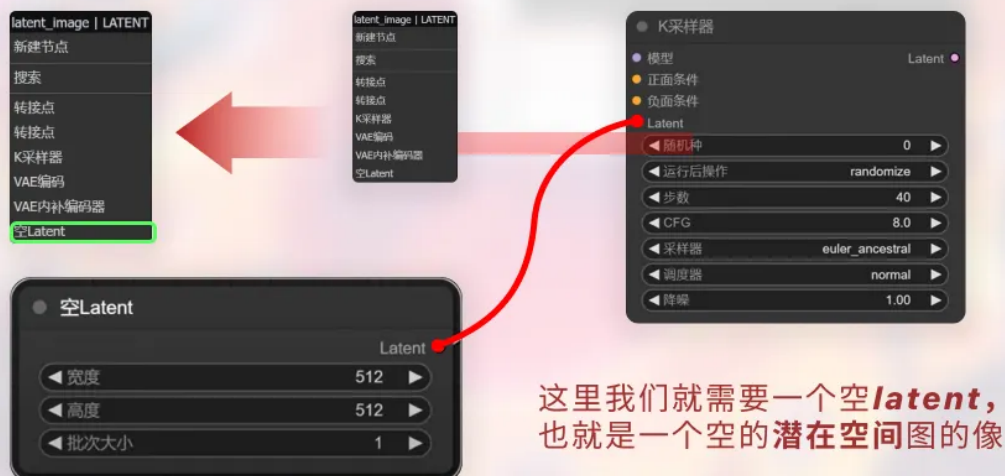 latent_image | LATENT
新建节点
搜索
转接点
转接点
K采样器
VAE编码
VAE内补编码器
空Latent
latent_image | LATENT
新建节点
搜索
转接点
转接点
K采样器
VAE编码
VAE内补编码器
空Latent
K采样器
模型 Latent
正面条件
负面条件
Latent
随机种 0
运行后操作 randomize
步数 40
CFG 8.0
采样器 euler_ancestral
调度器 normal
降噪 1.00
空Latent
Latent
宽度 512
高度 512
批次大小 1
这里我们就需要一个空latent,
也就是一个空的潜在空间图的像